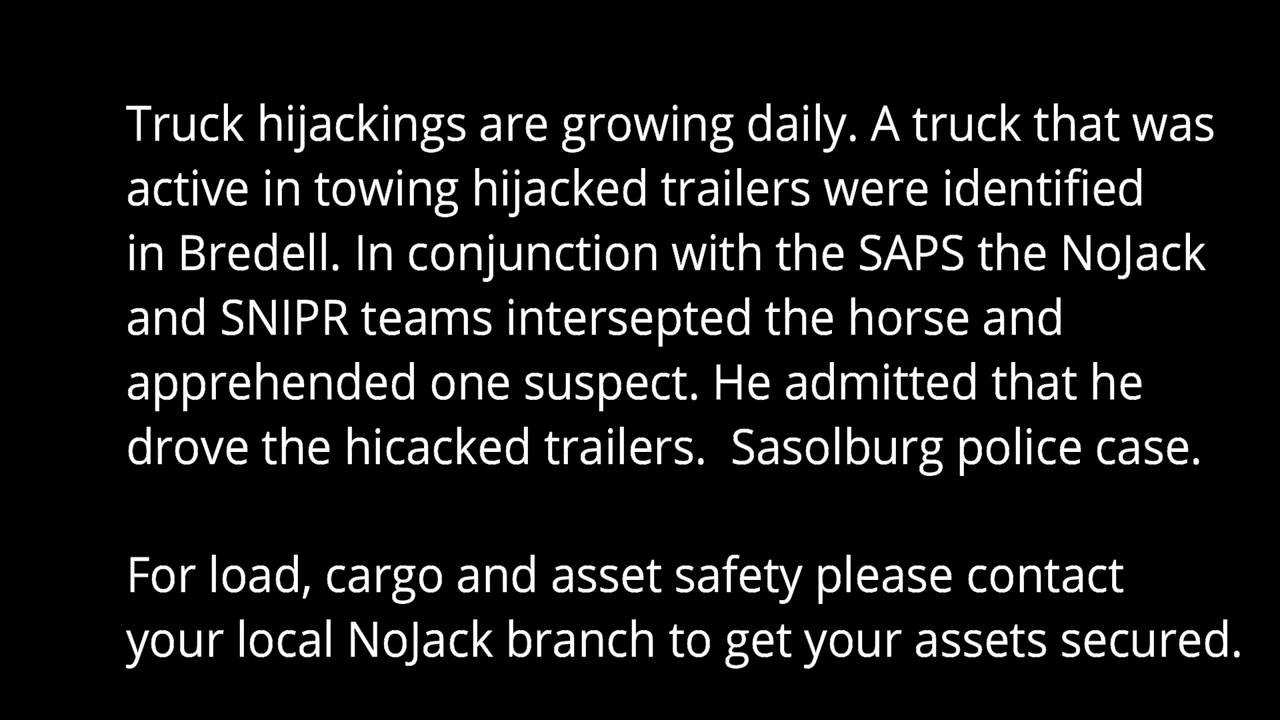 Truck hijackings are growing daily. A truck that was
active in towing hijacked trailers were identified
in Bredell. In conjunction with the SAPS the NoJack
and SNIPR teams intersepted the horse and
apprehended one suspect. He admitted that he
drove the hicacked trailers.  Sasolburg police case.
For load, cargo and asset safety please contact
your local NoJack branch to get your assets secured.